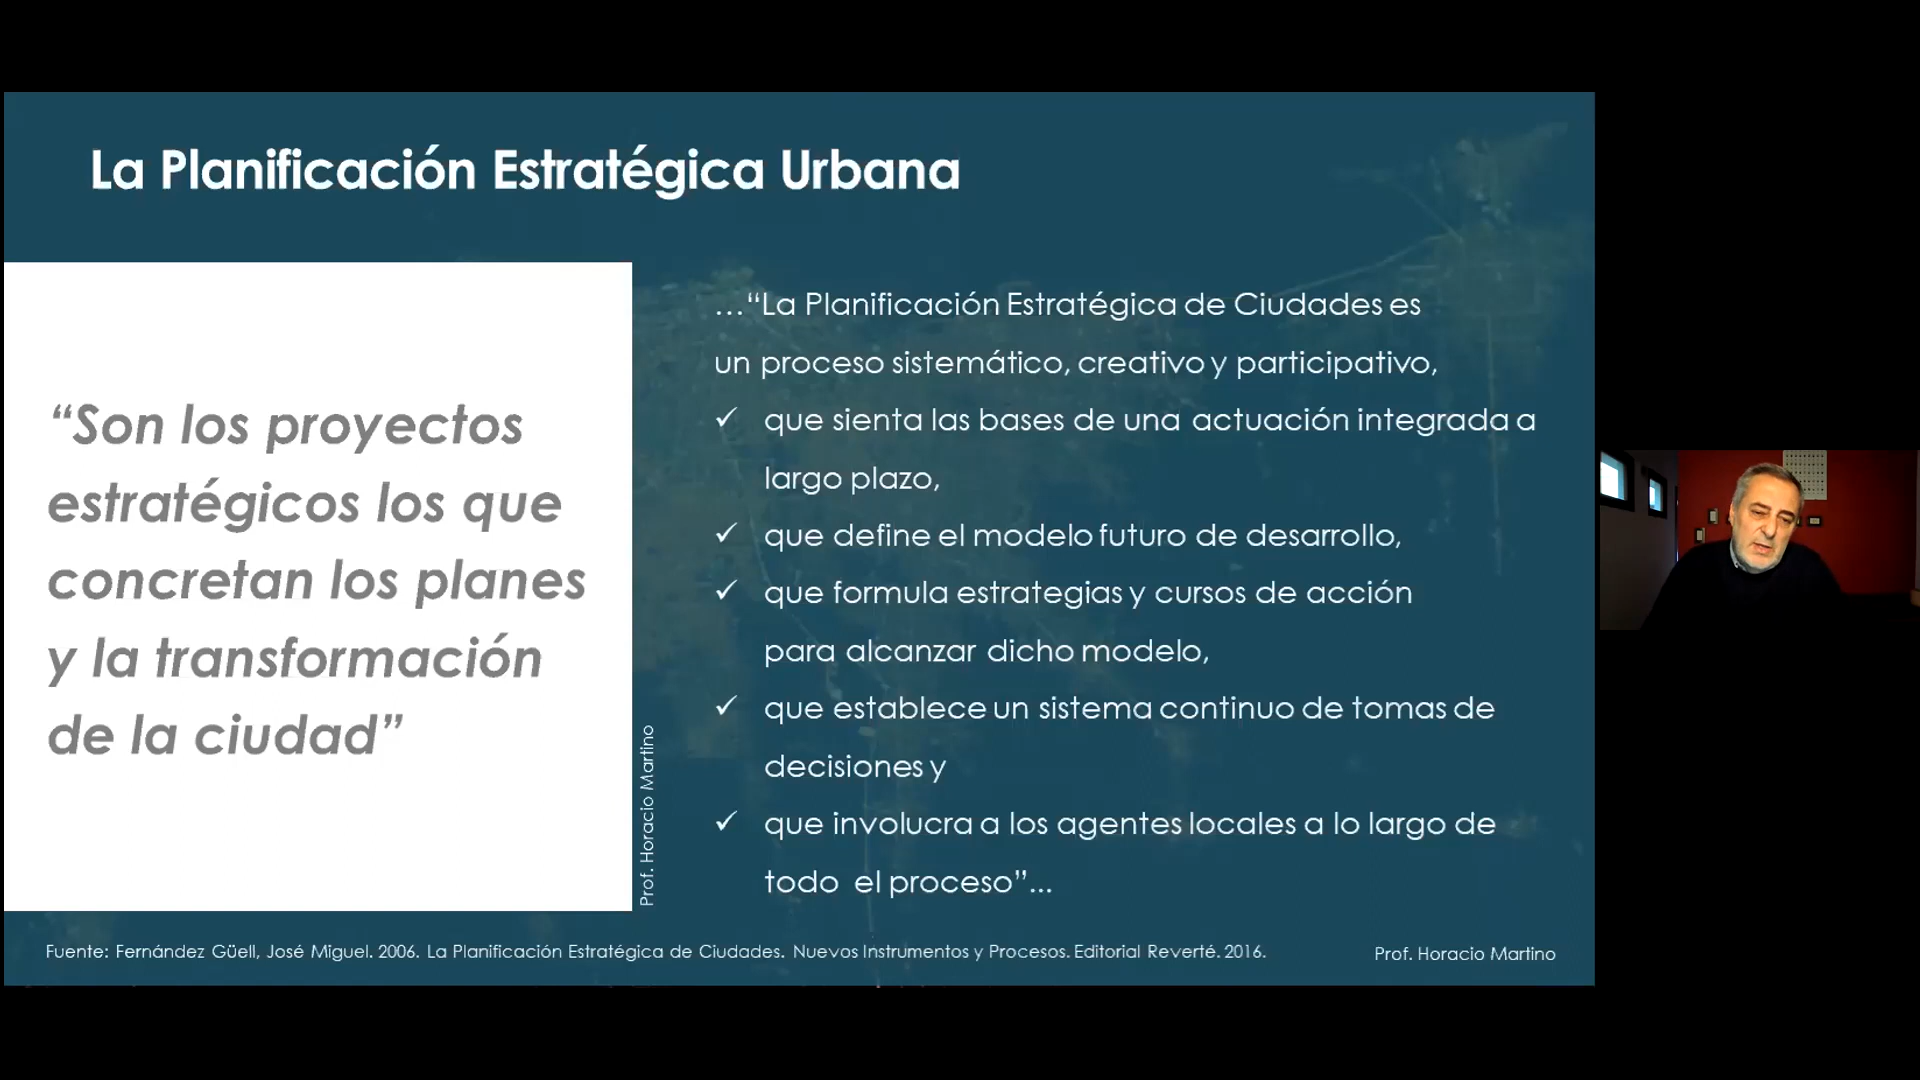 La Planificación Estratégica Urbana
“Son los proyectos
estratégicos los que
concretan los planes
y la transformación
de la ciudad”
Prof. Horacio Martino
…“La Planificación Estratégica de Ciudades es
un proceso sistemático, creativo y participativo,
✓ que sienta las bases de una actuación integrada a
largo plazo,
✓ que define el modelo futuro de desarrollo,
✓ que formula estrategias y cursos de acción
para alcanzar dicho modelo,
✓ que establece un sistema continuo de tomas de
decisiones y
✓ que involucra a los agentes locales a lo largo de
todo el proceso”...
Fuente: Fernández Güell, José Miguel. 2006. La Planificación Estratégica de Ciudades. Nuevos Instrumentos y Procesos. Editorial Reverté. 2016.
Prof. Horacio Martino